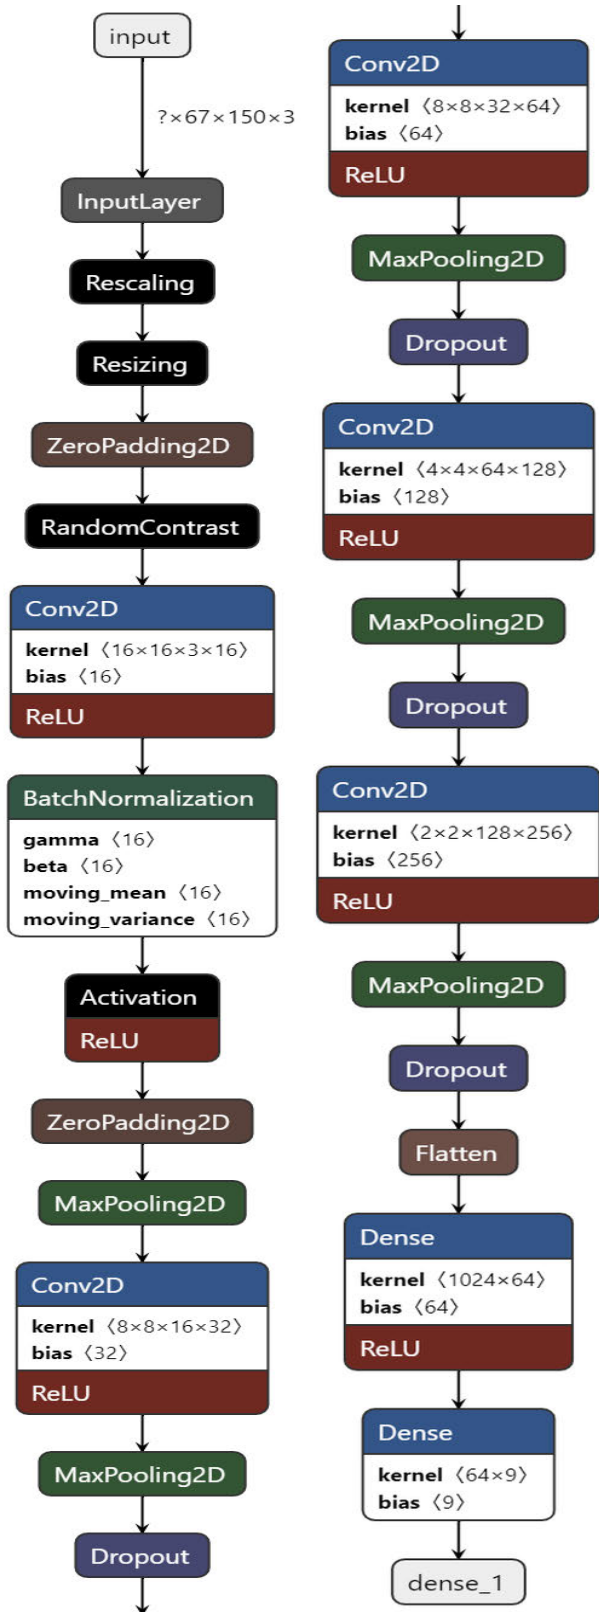 input
?×67×150×3
InputLayer
Rescaling
Resizing
ZeroPadding2D
RandomContrast
Conv2D
kernel ⟨16×16×3×16⟩
bias ⟨16⟩
ReLU
BatchNormalization
gamma ⟨16⟩
beta ⟨16⟩
moving_mean ⟨16⟩
moving_variance ⟨16⟩
Activation
ReLU
ZeroPadding2D
MaxPooling2D
Conv2D
kernel ⟨8×8×16×32⟩
bias ⟨32⟩
ReLU
MaxPooling2D
Dropout
Conv2D
kernel ⟨8×8×32×64⟩
bias ⟨64⟩
ReLU
MaxPooling2D
Dropout
Conv2D
kernel ⟨4×4×64×128⟩
bias ⟨128⟩
ReLU
MaxPooling2D
Dropout
Conv2D
kernel ⟨2×2×128×256⟩
bias ⟨256⟩
ReLU
MaxPooling2D
Dropout
Flatten
Dense
kernel ⟨1024×64⟩
bias ⟨64⟩
ReLU
Dense
kernel ⟨64×9⟩
bias ⟨9⟩
dense_1